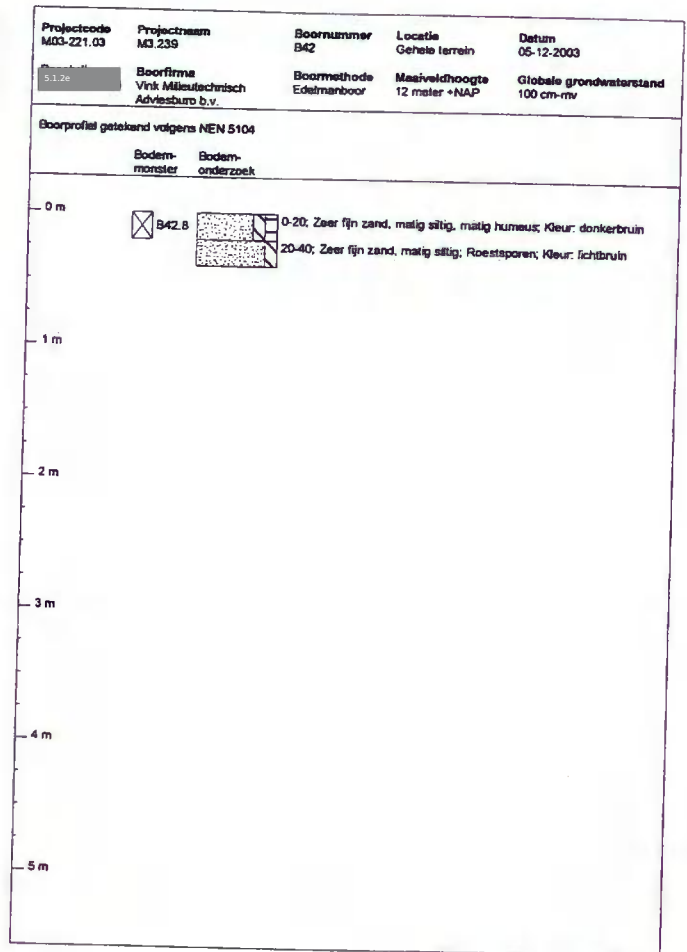 Projectcode Projectnaam Boornummer Locatie Datum
M03-221.03 M3.239 B42 Gehele terrein 05-12-2003
5.1.2e Boorfirma Boormethode Maaiveldhoogte Globale grondwaterstand
Vink Milieutechnisch Edelmanboor 12 meter +NAP 100 cm-mv
Adviesburo b.v.
Boorprofiel getekend volgens NEN 5104
Bodem- Bodem-
monster onderzoek
0 m
B42.8 0-20; Zeer fijn zand, matig siltig, matig humeus; Kleur: donkerbruin
20-40; Zeer fijn zand, matig siltig; Roestsporen; Kleur: lichtbruin
1 m
2 m
3 m
4 m
5 m